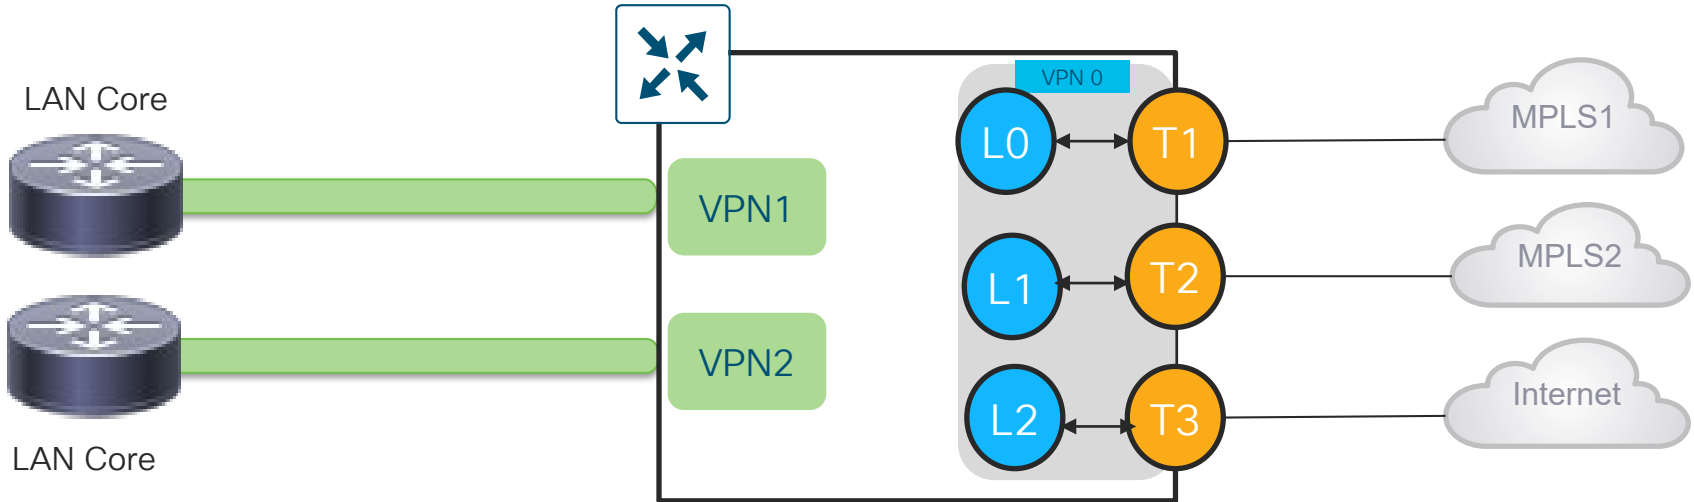 LAN Core
VPN 0
L0
T1
MPLS1
VPN1
L1
T2
MPLS2
VPN2
L2
T3
Internet
LAN Core